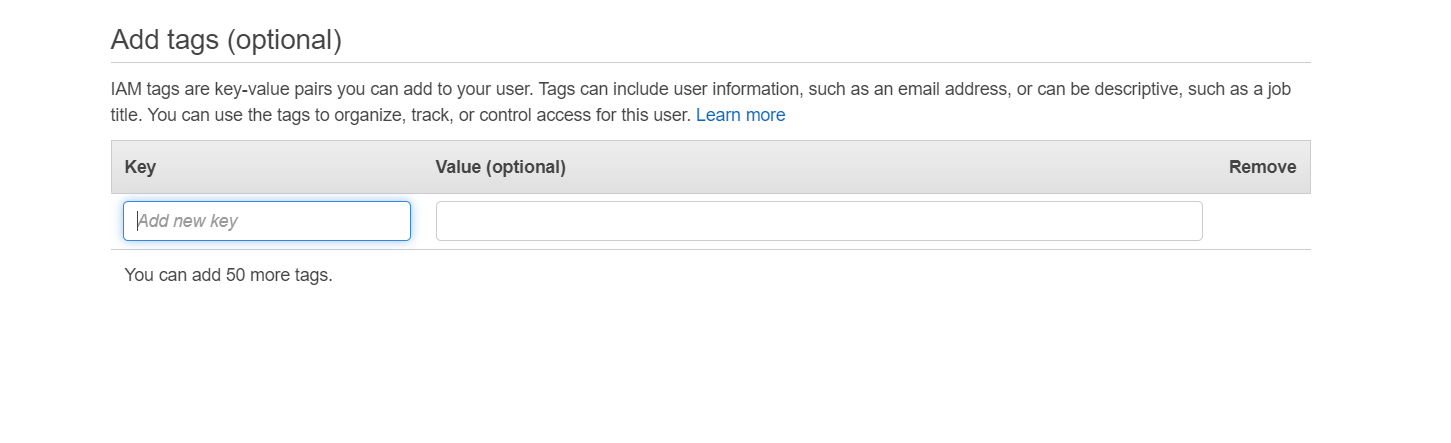 Add tags (optional)
IAM tags are key-value pairs you can add to your user. Tags can include user information, such as an email address, or can be descriptive, such as a job
title. You can use the tags to organize, track, or control access for this user. Learn more
Key Value (optional) Remove
Add new key
You can add 50 more tags.